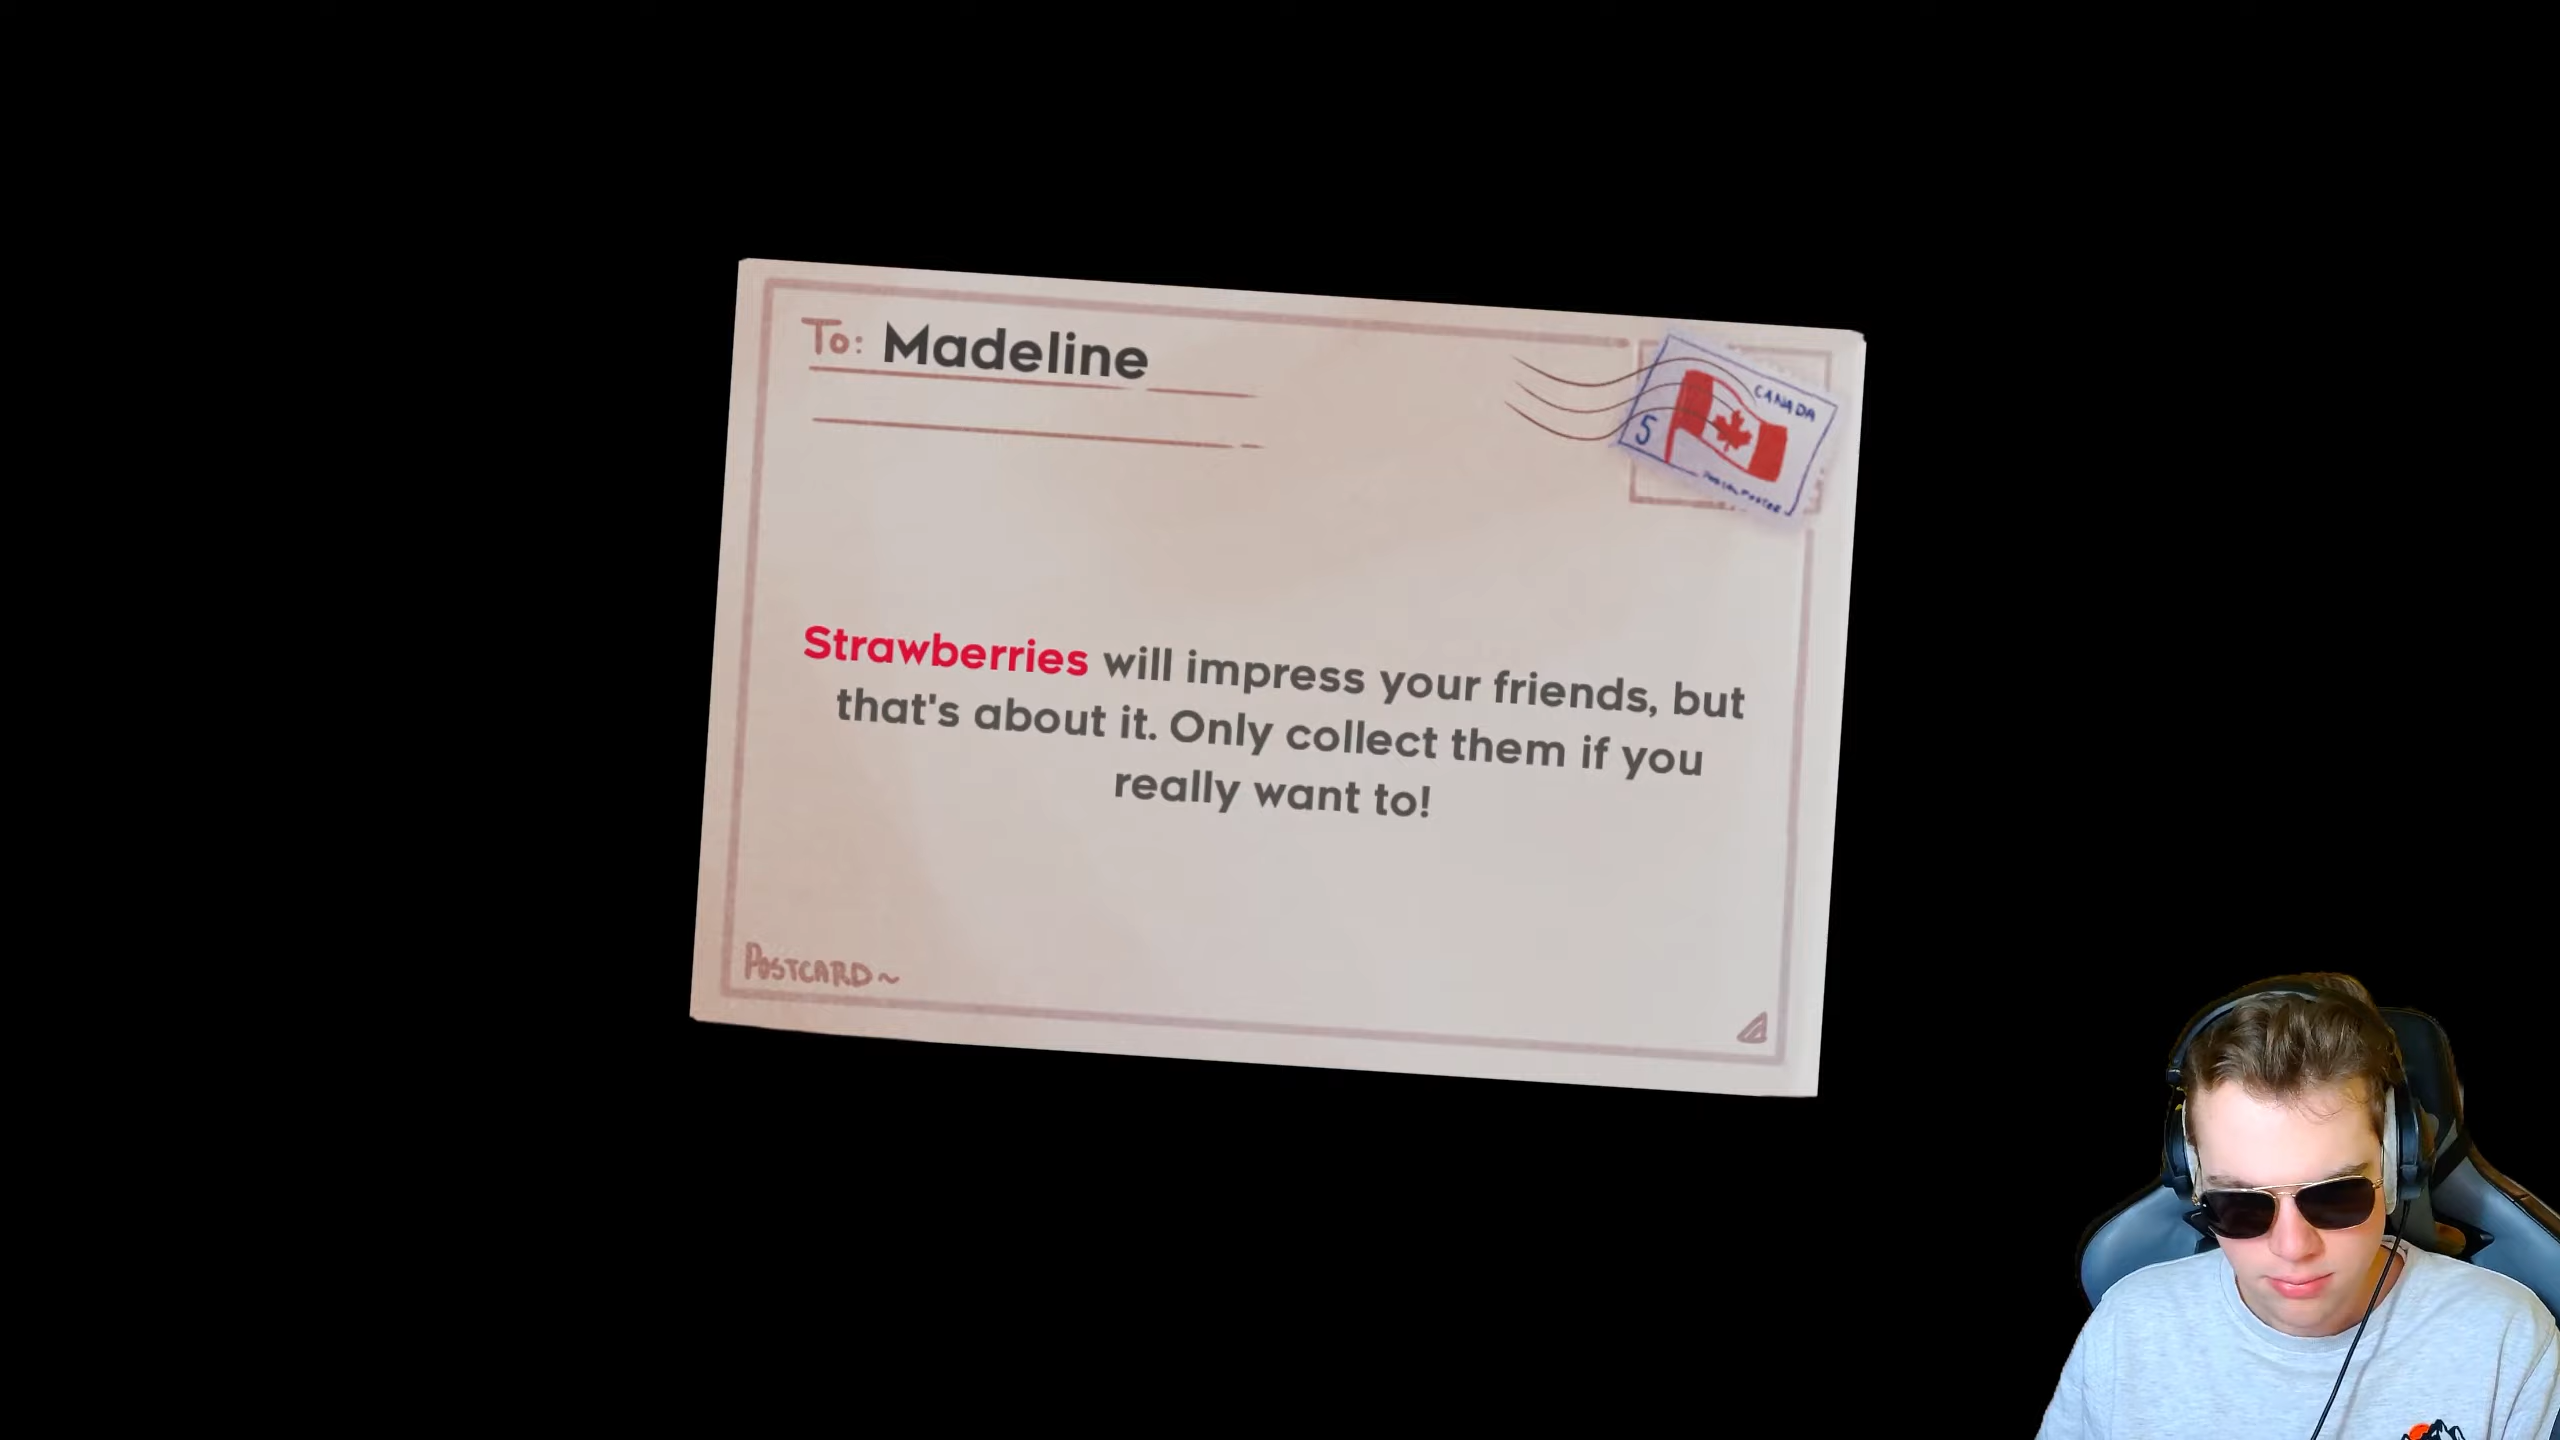 To: Madeline
CANADA
5
Strawberries will impress your friends, but
that's about it. Only collect them if you
really want to!
POSTCARD~